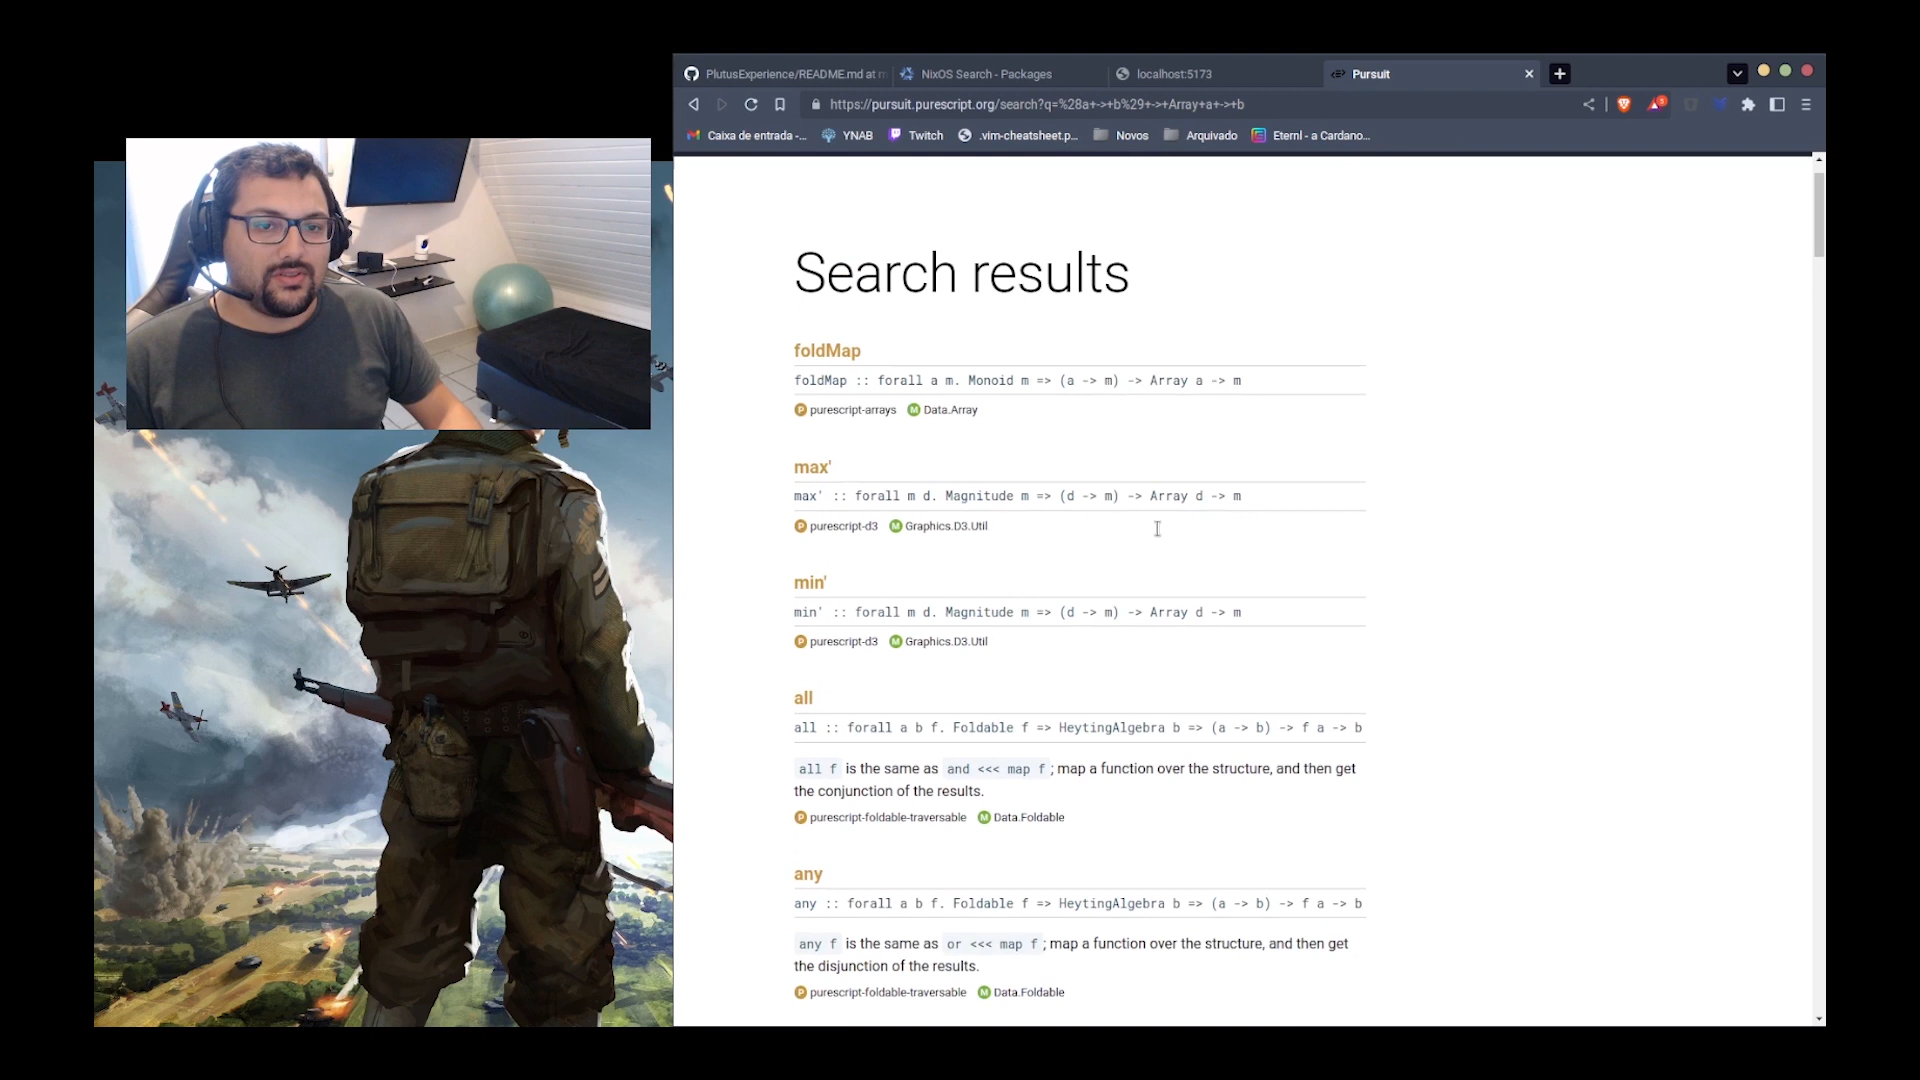 PlutusExperience/README.md at m
NixOS Search - Packages
localhost:5173
Pursuit
https://pursuit.purescript.org/search?q=%28a+->+b%29+->+Array+a+->+b
Caixa de entrada -...
YNAB
Twitch
.vim-cheatsheet.p...
Novos
Arquivado
Eternl - a Cardano...
Search results
foldMap
foldMap :: forall a m. Monoid m => (a -> m) -> Array a -> m
P purescript-arrays M Data.Array
max'
max' :: forall m d. Magnitude m => (d -> m) -> Array d -> m
P purescript-d3 M Graphics.D3.Util
min'
min' :: forall m d. Magnitude m => (d -> m) -> Array d -> m
P purescript-d3 M Graphics.D3.Util
all
all :: forall a b f. Foldable f => HeytingAlgebra b => (a -> b) -> f a -> b
all f is the same as and <<< map f ; map a function over the structure, and then get
the conjunction of the results.
P purescript-foldable-traversable M Data.Foldable
any
any :: forall a b f. Foldable f => HeytingAlgebra b => (a -> b) -> f a -> b
any f is the same as or <<< map f ; map a function over the structure, and then get
the disjunction of the results.
P purescript-foldable-traversable M Data.Foldable